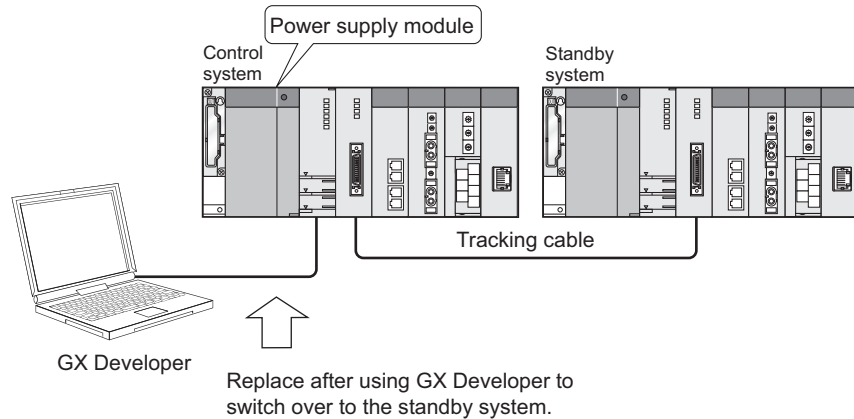 Power supply module
Control
system
Standby
system
Tracking cable
GX Developer
Replace after using GX Developer to
switch over to the standby system.